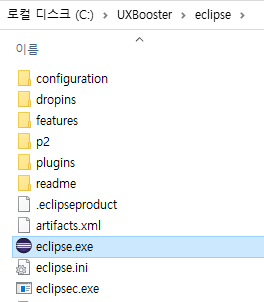 로컬 디스크 (C:) > UXBooster > eclipse >
이름
configuration
dropins
features
p2
plugins
readme
.eclipseproduct
artifacts.xml
eclipse.exe
eclipse.ini
eclipsec.exe